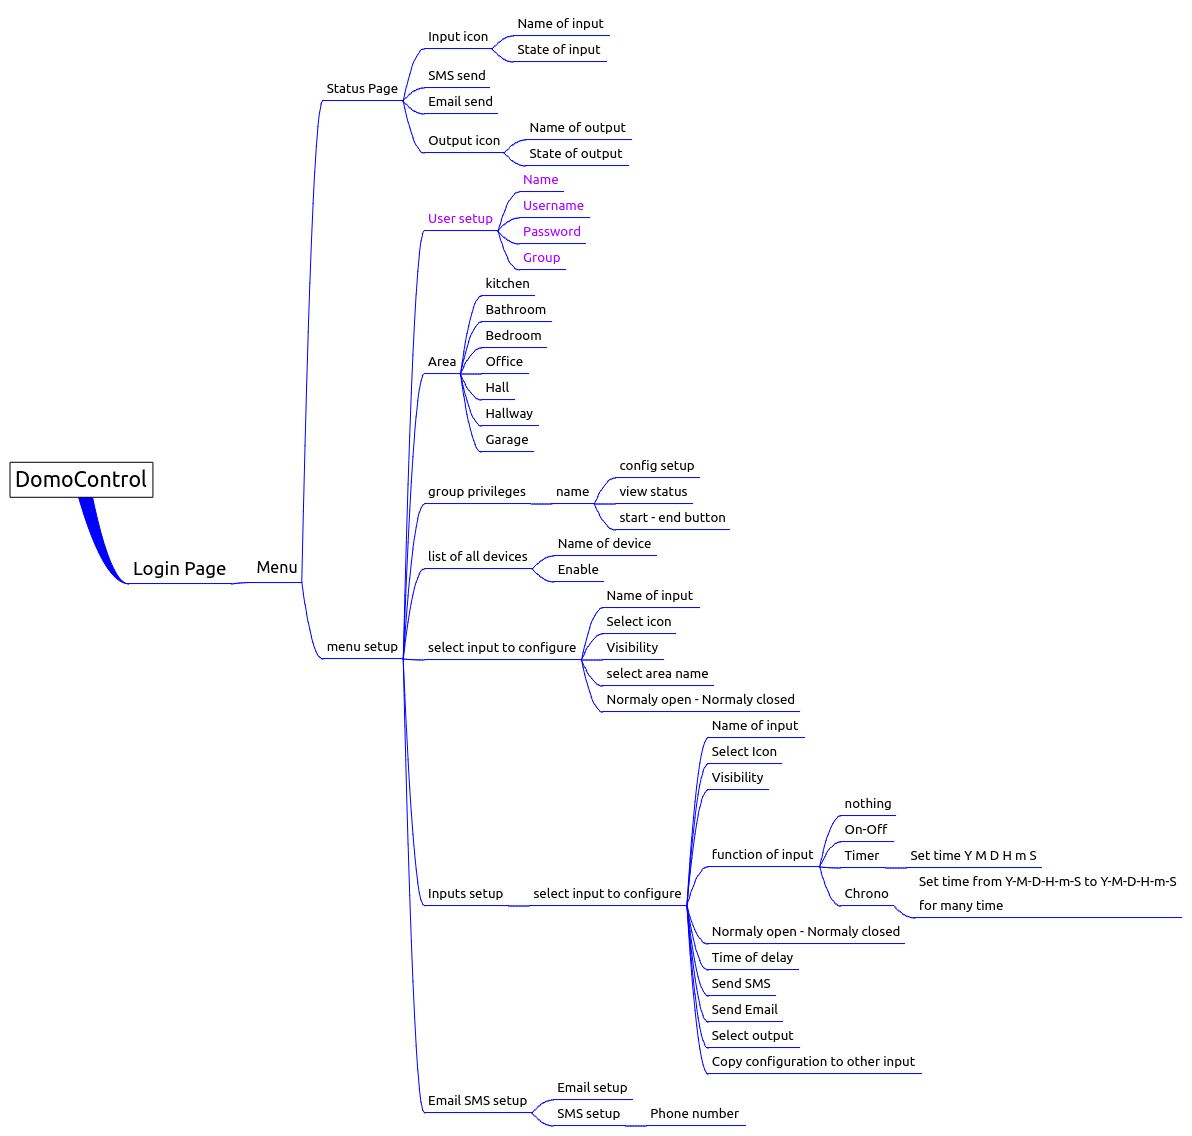 Name of input
Input icon
State of input
SMS send
Status Page
Email send
Name of output
Output icon
State of output
Name
Username
User setup
Password
Group
kitchen
Bathroom
Bedroom
Area
Office
Hall
Hallway
Garage
DomoControl
config setup
group privileges
name
view status
start - end button
Name of device
list of all devices
Enable
Login Page
Menu
Name of input
Select icon
menu setup
select input to configure
Visibility
select area name
Normaly open - Normaly closed
Name of input
Select Icon
Visibility
nothing
On-Off
function of input
Timer
Set time Y M D H m S
Chrono
Set time from Y-M-D-H-m-S to Y-M-D-H-m-S
for many time
Inputs setup
select input to configure
Normaly open - Normaly closed
Time of delay
Send SMS
Send Email
Select output
Copy configuration to other input
Email setup
Email SMS setup
SMS setup
Phone number